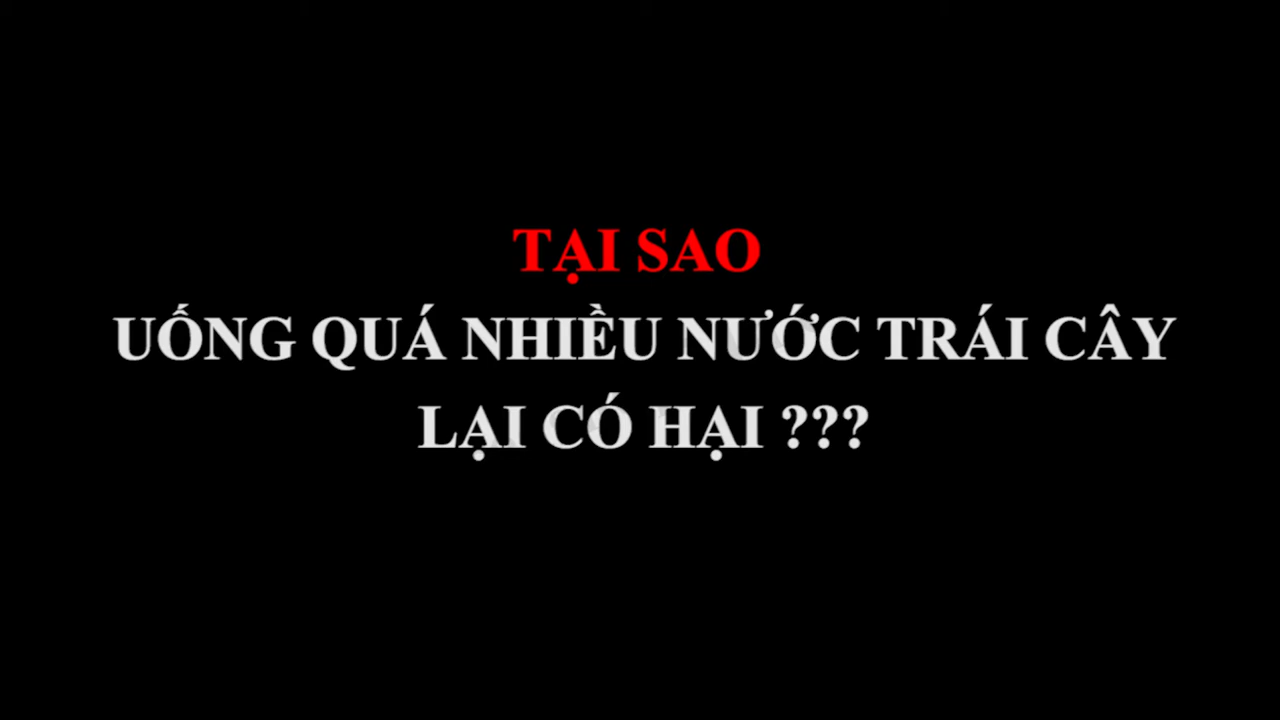 TẠI SAO
UỐNG QUÁ NHIỀU NƯỚC TRÁI CÂY
LẠI CÓ HẠI ???